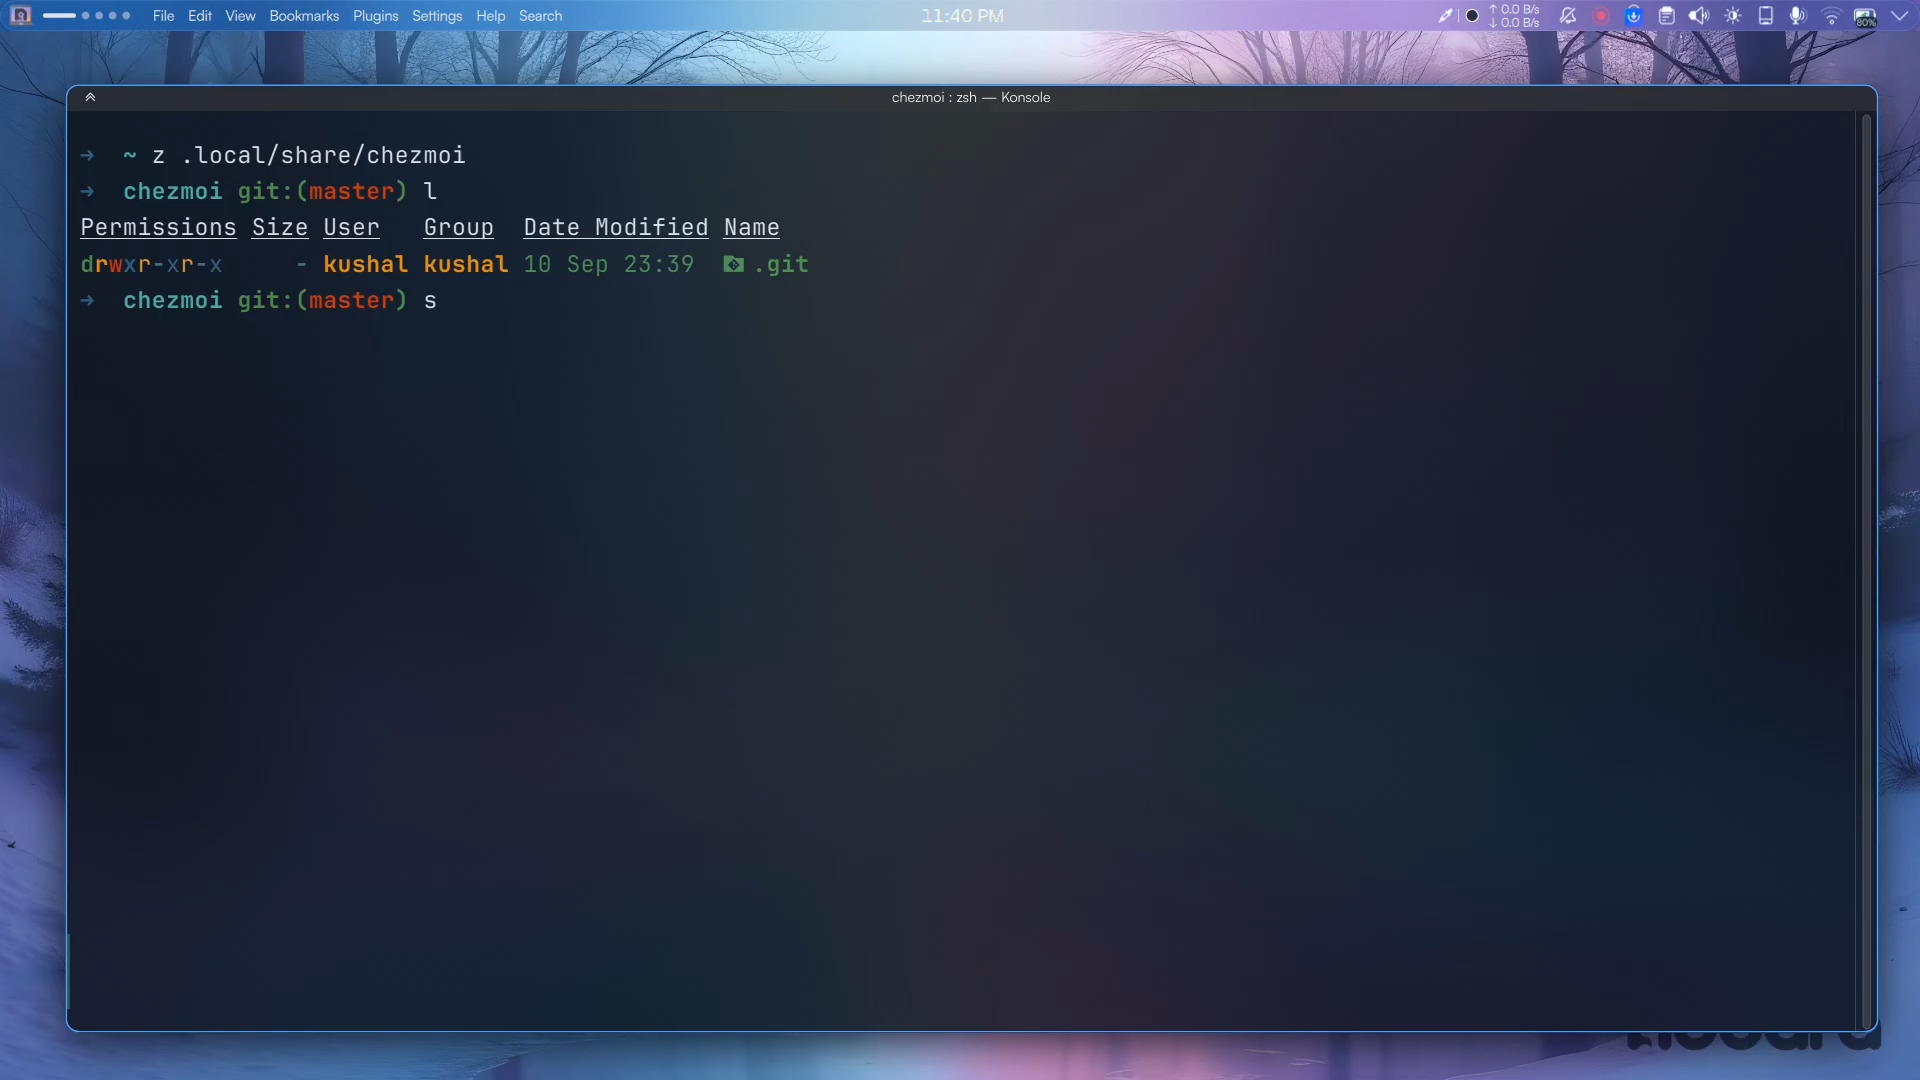 File Edit View Bookmarks Plugins Settings Help Search
11:40 PM
↑ 0.0 B/s
↓ 0.0 B/s
80%
chezmoi : zsh — Konsole
→ ~ z .local/share/chezmoi
→ chezmoi git:(master) l
Permissions Size User Group Date Modified Name
drwxr-xr-x - kushal kushal 10 Sep 23:39 .git
→ chezmoi git:(master) s